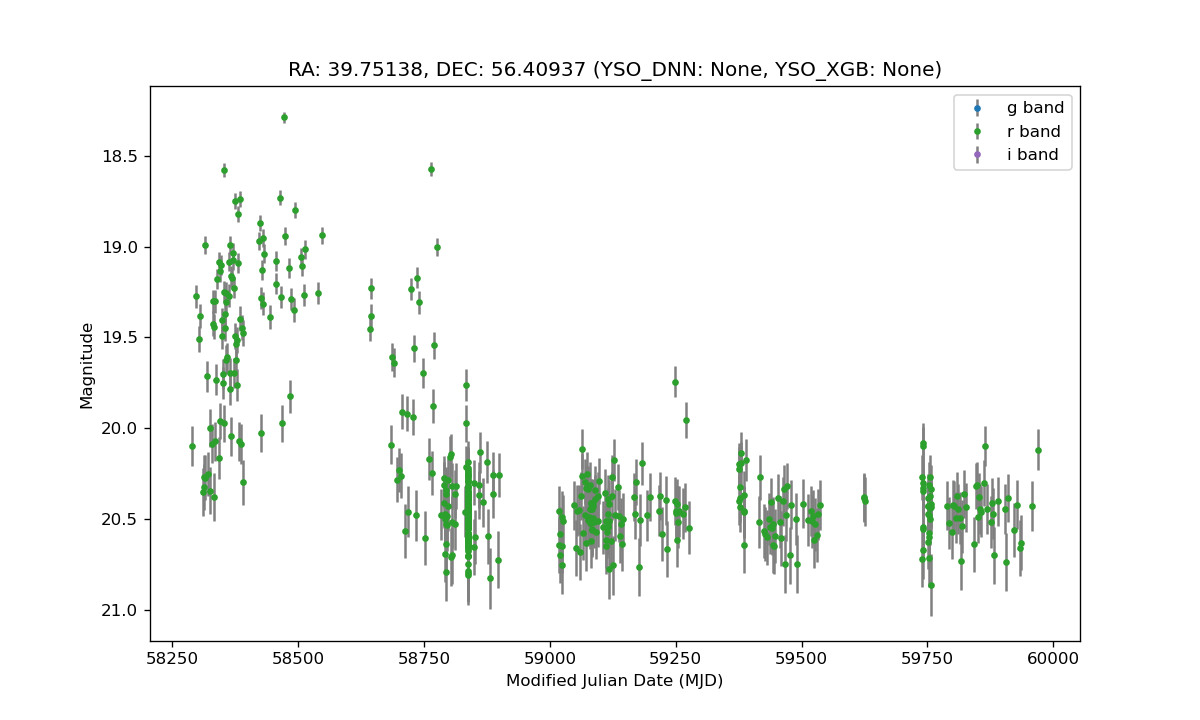 RA: 39.75138, DEC: 56.40937 (YSO_DNN: None, YSO_XGB: None)
g band
r band
i band
18.5
19.0
19.5
20.0
20.5
21.0
Magnitude
58250 58500 58750 59000 59250 59500 59750 60000
Modified Julian Date (MJD)